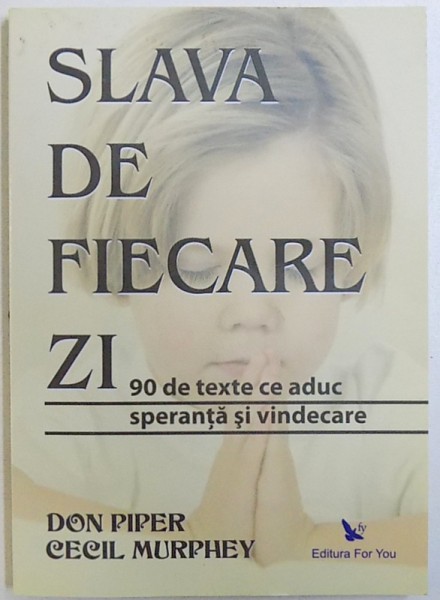 SLAVA
DE
FIECARE
ZI
90 de texte ce aduc
speranță și vindecare
DON PIPER
CECIL MURPHEY
fy
Editura For You